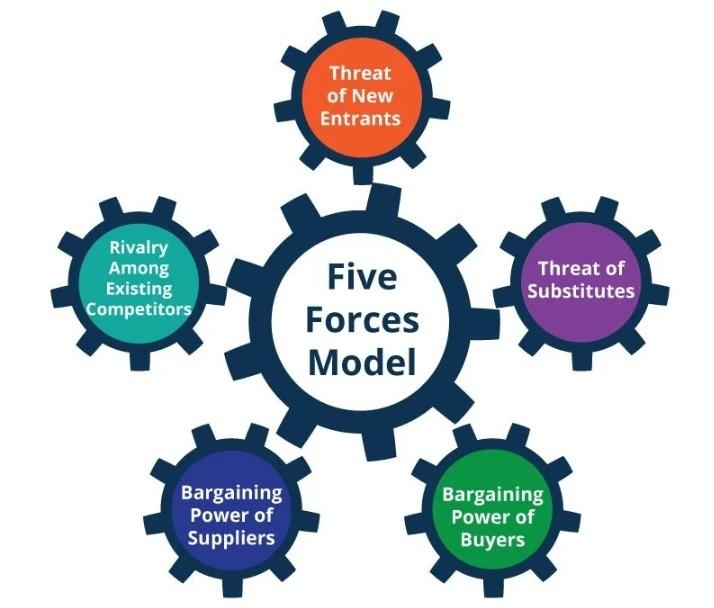 Threat
of New
Entrants
Rivalry
Among
Existing
Competitors
Five
Forces
Model
Threat of
Substitutes
Bargaining
Power of
Suppliers
Bargaining
Power of
Buyers